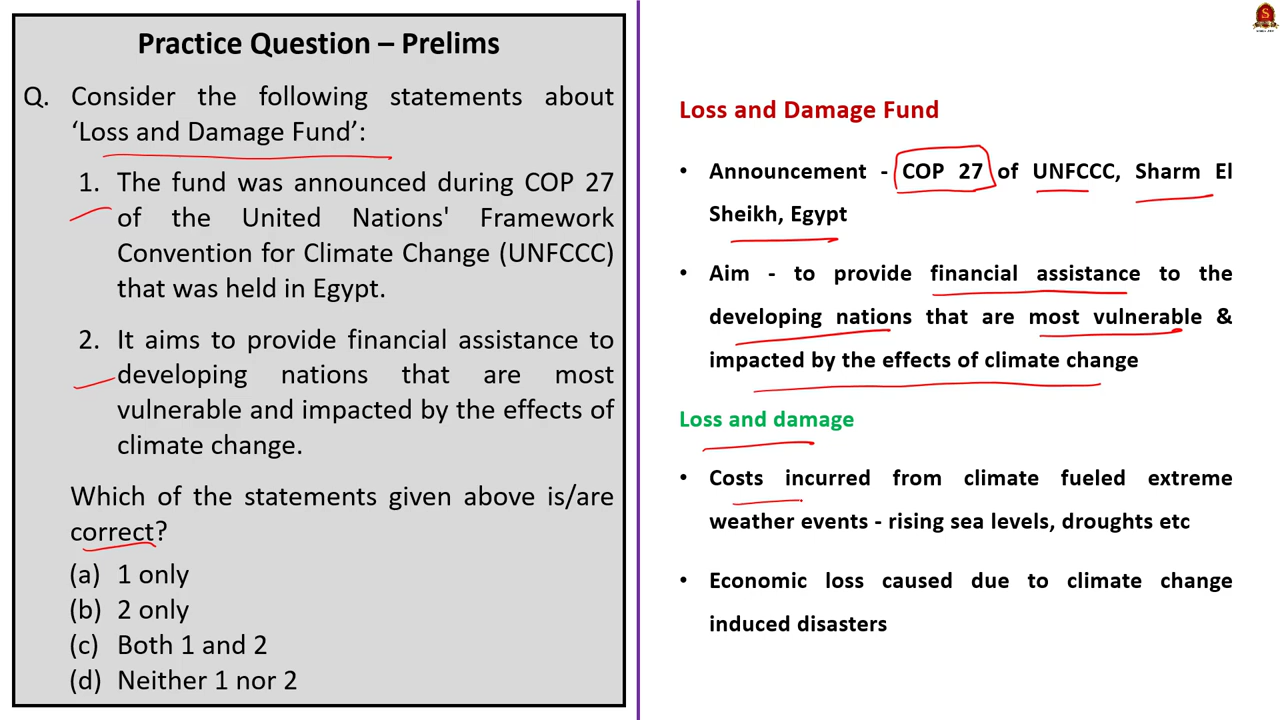 Practice Question – Prelims
Q. Consider the following statements about
‘Loss and Damage Fund’:
1. The fund was announced during COP 27
of the United Nations' Framework
Convention for Climate Change (UNFCCC)
that was held in Egypt.
2. It aims to provide financial assistance to
developing nations that are most
vulnerable and impacted by the effects of
climate change.
Which of the statements given above is/are
correct?
(a) 1 only
(b) 2 only
(c) Both 1 and 2
(d) Neither 1 nor 2
Loss and Damage Fund
• Announcement - COP 27 of UNFCCC, Sharm El
Sheikh, Egypt
• Aim - to provide financial assistance to the
developing nations that are most vulnerable &
impacted by the effects of climate change
Loss and damage
• Costs incurred from climate fueled extreme
weather events - rising sea levels, droughts etc
• Economic loss caused due to climate change
induced disasters